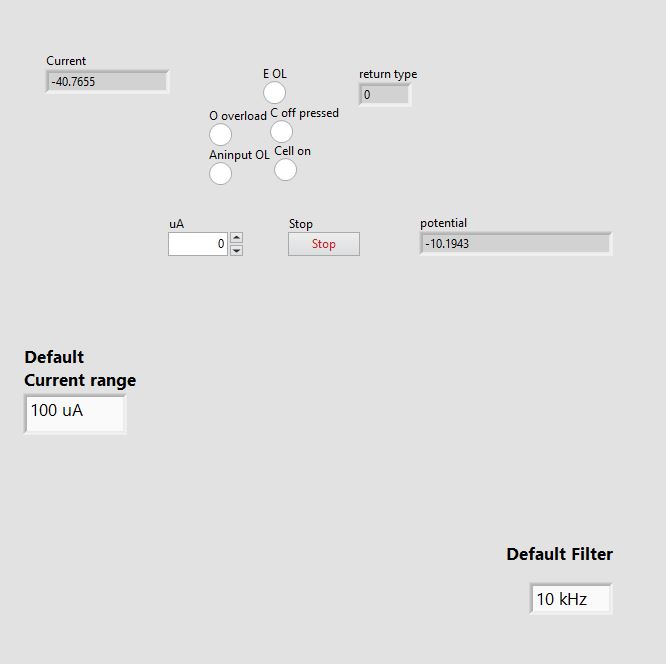 Current
-40.7655
E OL
return type
0
O overload
C off pressed
Aninput OL
Cell on
uA
0
Stop
Stop
potential
-10.1943
Default
Current range
100 uA
Default Filter
10 kHz